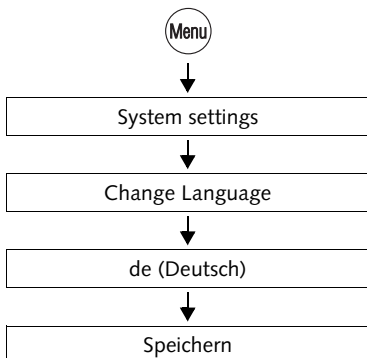 Menu
System settings
Change Language
de (Deutsch)
Speichern